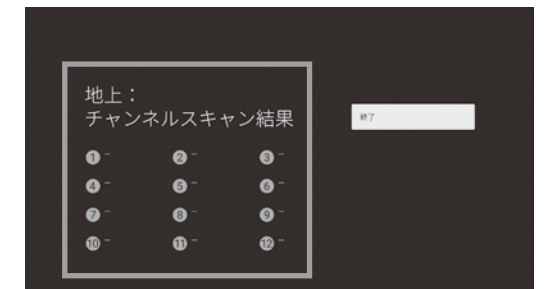 地上：
チャンネルスキャン結果
終了
① – ② – ③ –
④ – ⑤ – ⑥ –
⑦ – ⑧ – ⑨ –
⑩ – ⑪ – ⑫ –